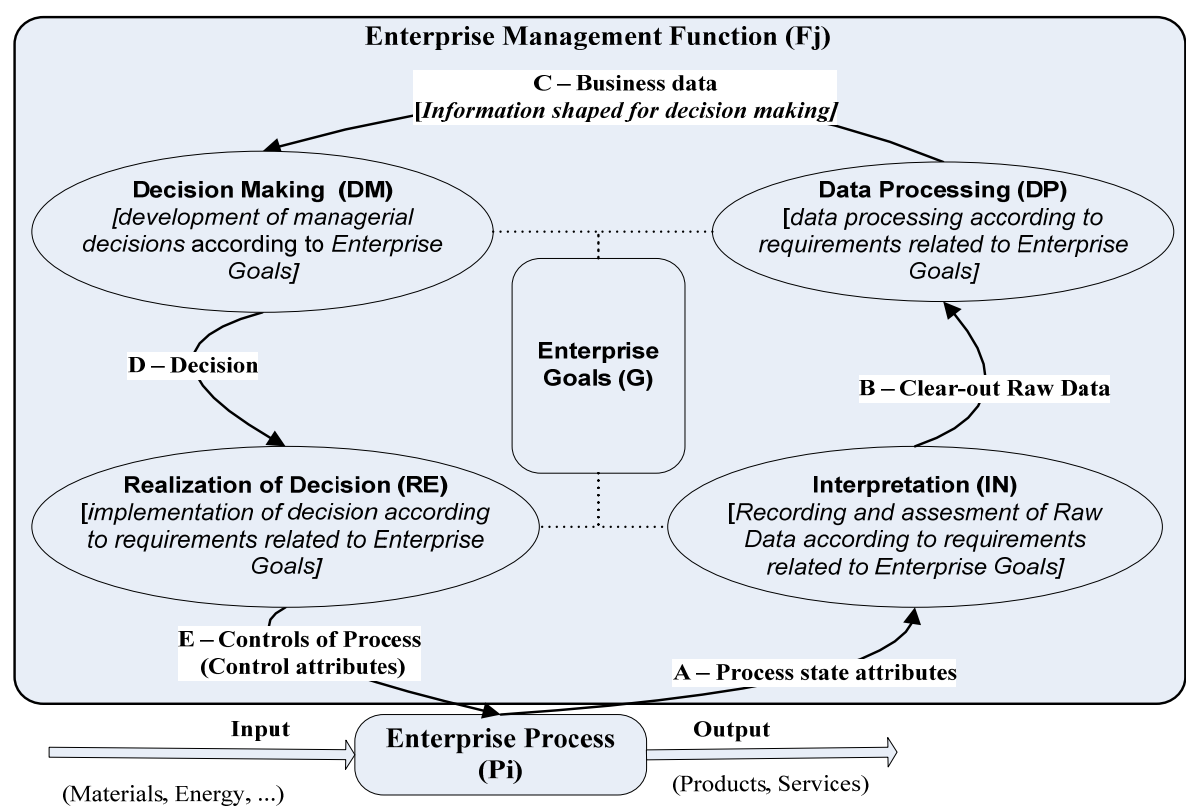 Enterprise Management Function (Fj)
C – Business data
[Information shaped for decision making]
Decision Making (DM)
[development of managerial
decisions according to Enterprise
Goals]
Data Processing (DP)
[data processing according to
requirements related to Enterprise
Goals]
Enterprise
Goals (G)
D – Decision
B – Clear-out Raw Data
Realization of Decision (RE)
[implementation of decision according
to requirements related to Enterprise
Goals]
Interpretation (IN)
[Recording and assesment of Raw
Data according to requirements
related to Enterprise Goals]
E – Controls of Process
(Control attributes)
A – Process state attributes
Input
Enterprise Process
(Pi)
Output
(Materials, Energy, ...)
(Products, Services)